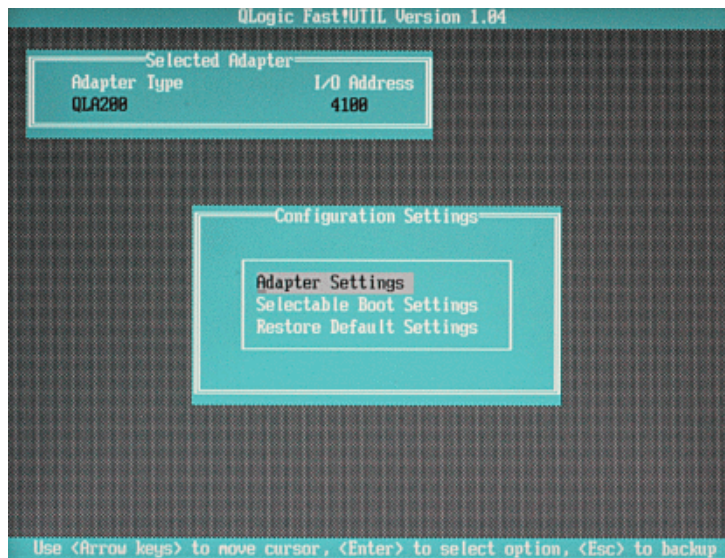 QLogic Fast!UTIL Version 1.04
Selected Adapter
Adapter Type I/O Address
QLA200 4100
Configuration Settings
Adapter Settings
Selectable Boot Settings
Restore Default Settings
Use <Arrow keys> to move cursor, <Enter> to select option, <Esc> to backup